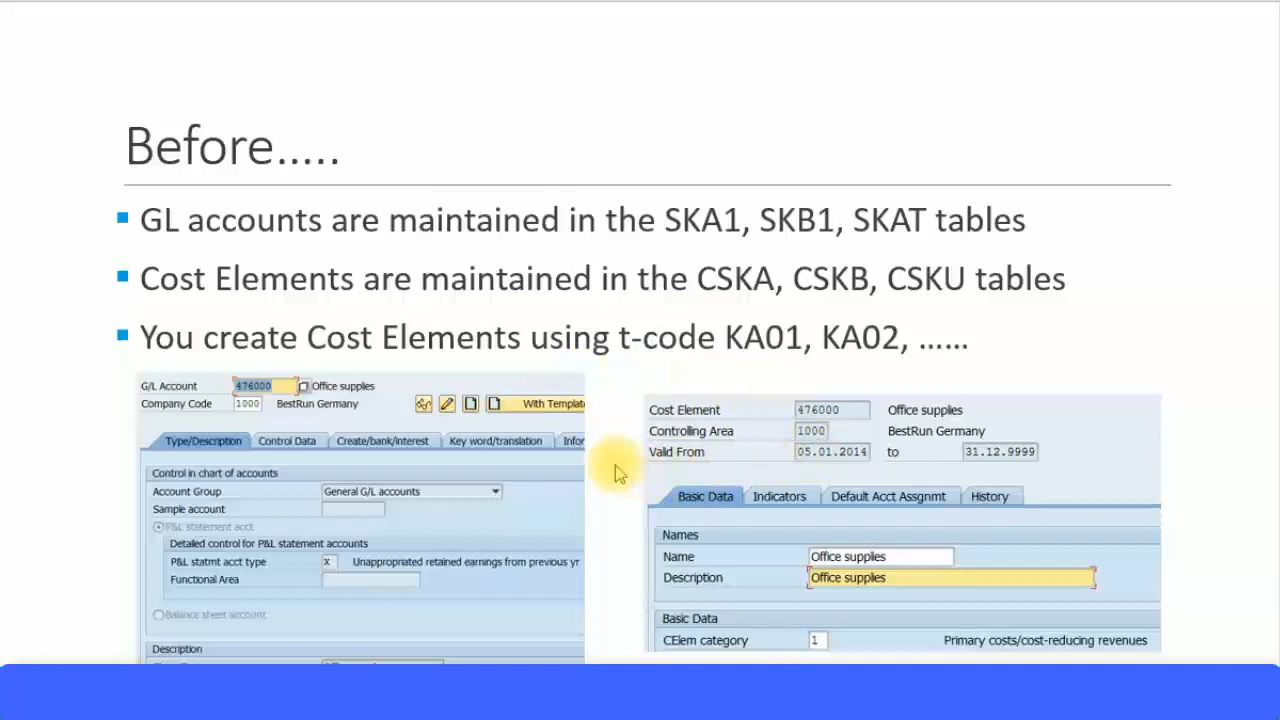 Before.....
GL accounts are maintained in the SKA1, SKB1, SKAT tables
Cost Elements are maintained in the CSKA, CSKB, CSKU tables
You create Cost Elements using t-code KA01, KA02, ......
G/L Account 476000 Office supplies
Company Code 1000 BestRun Germany With Template
Type/Description Control Data Create/bank/interest Key word/translation Infor
Control in chart of accounts
Account Group General G/L accounts
Sample account
P&L statement acct
Detailed control for P&L statement accounts
P&L statmt acct type X Unappropriated retained earnings from previous yr
Functional Area
Balance sheet account
Description
Cost Element 476000 Office supplies
Controlling Area 1000 BestRun Germany
Valid From 05.01.2014 to 31.12.9999
Basic Data Indicators Default Acct Assgnmt History
Names
Name Office supplies
Description Office supplies
Basic Data
CElem category 1 Primary costs/cost-reducing revenues